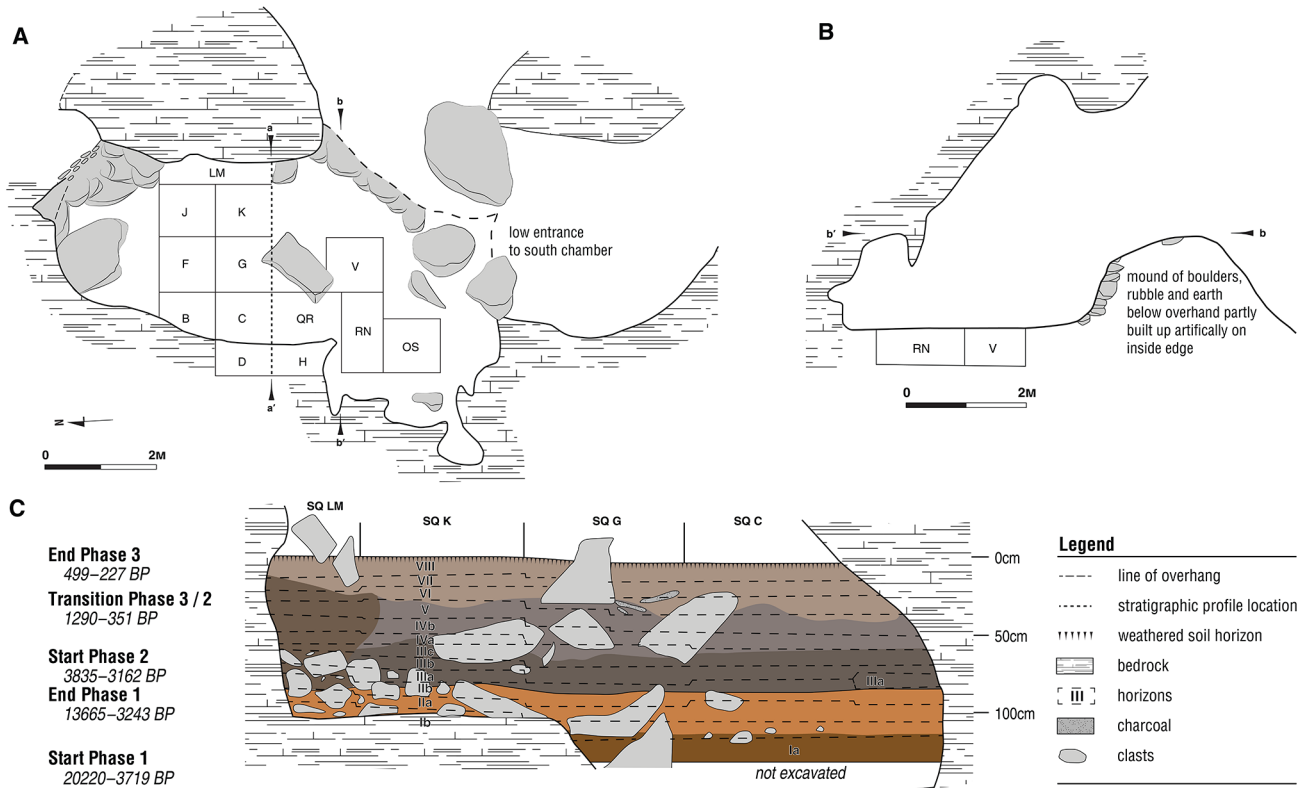 A
b
a
LM
J
K
low entrance
to south chamber
F
G
V
B
C
QR
RN
OS
D
H
a'
b'
N
0 2M
B
b'
b
mound of boulders,
rubble and earth
below overhand partly
built up artifically on
inside edge
RN
V
0 2M
C
SQ LM
SQ K
SQ G
SQ C
End Phase 3
499–227 BP
Transition Phase 3 / 2
1290–351 BP
Start Phase 2
3835–3162 BP
End Phase 1
13665–3243 BP
Start Phase 1
20220–3719 BP
VIII
VII
VI
V
IVb
IVa
IIIc
IIIb
IIIa
IIb
IIa
Ib
IIIa
Ia
not excavated
0cm
50cm
100cm
Legend
line of overhang
stratigraphic profile location
weathered soil horizon
bedrock
III horizons
charcoal
clasts